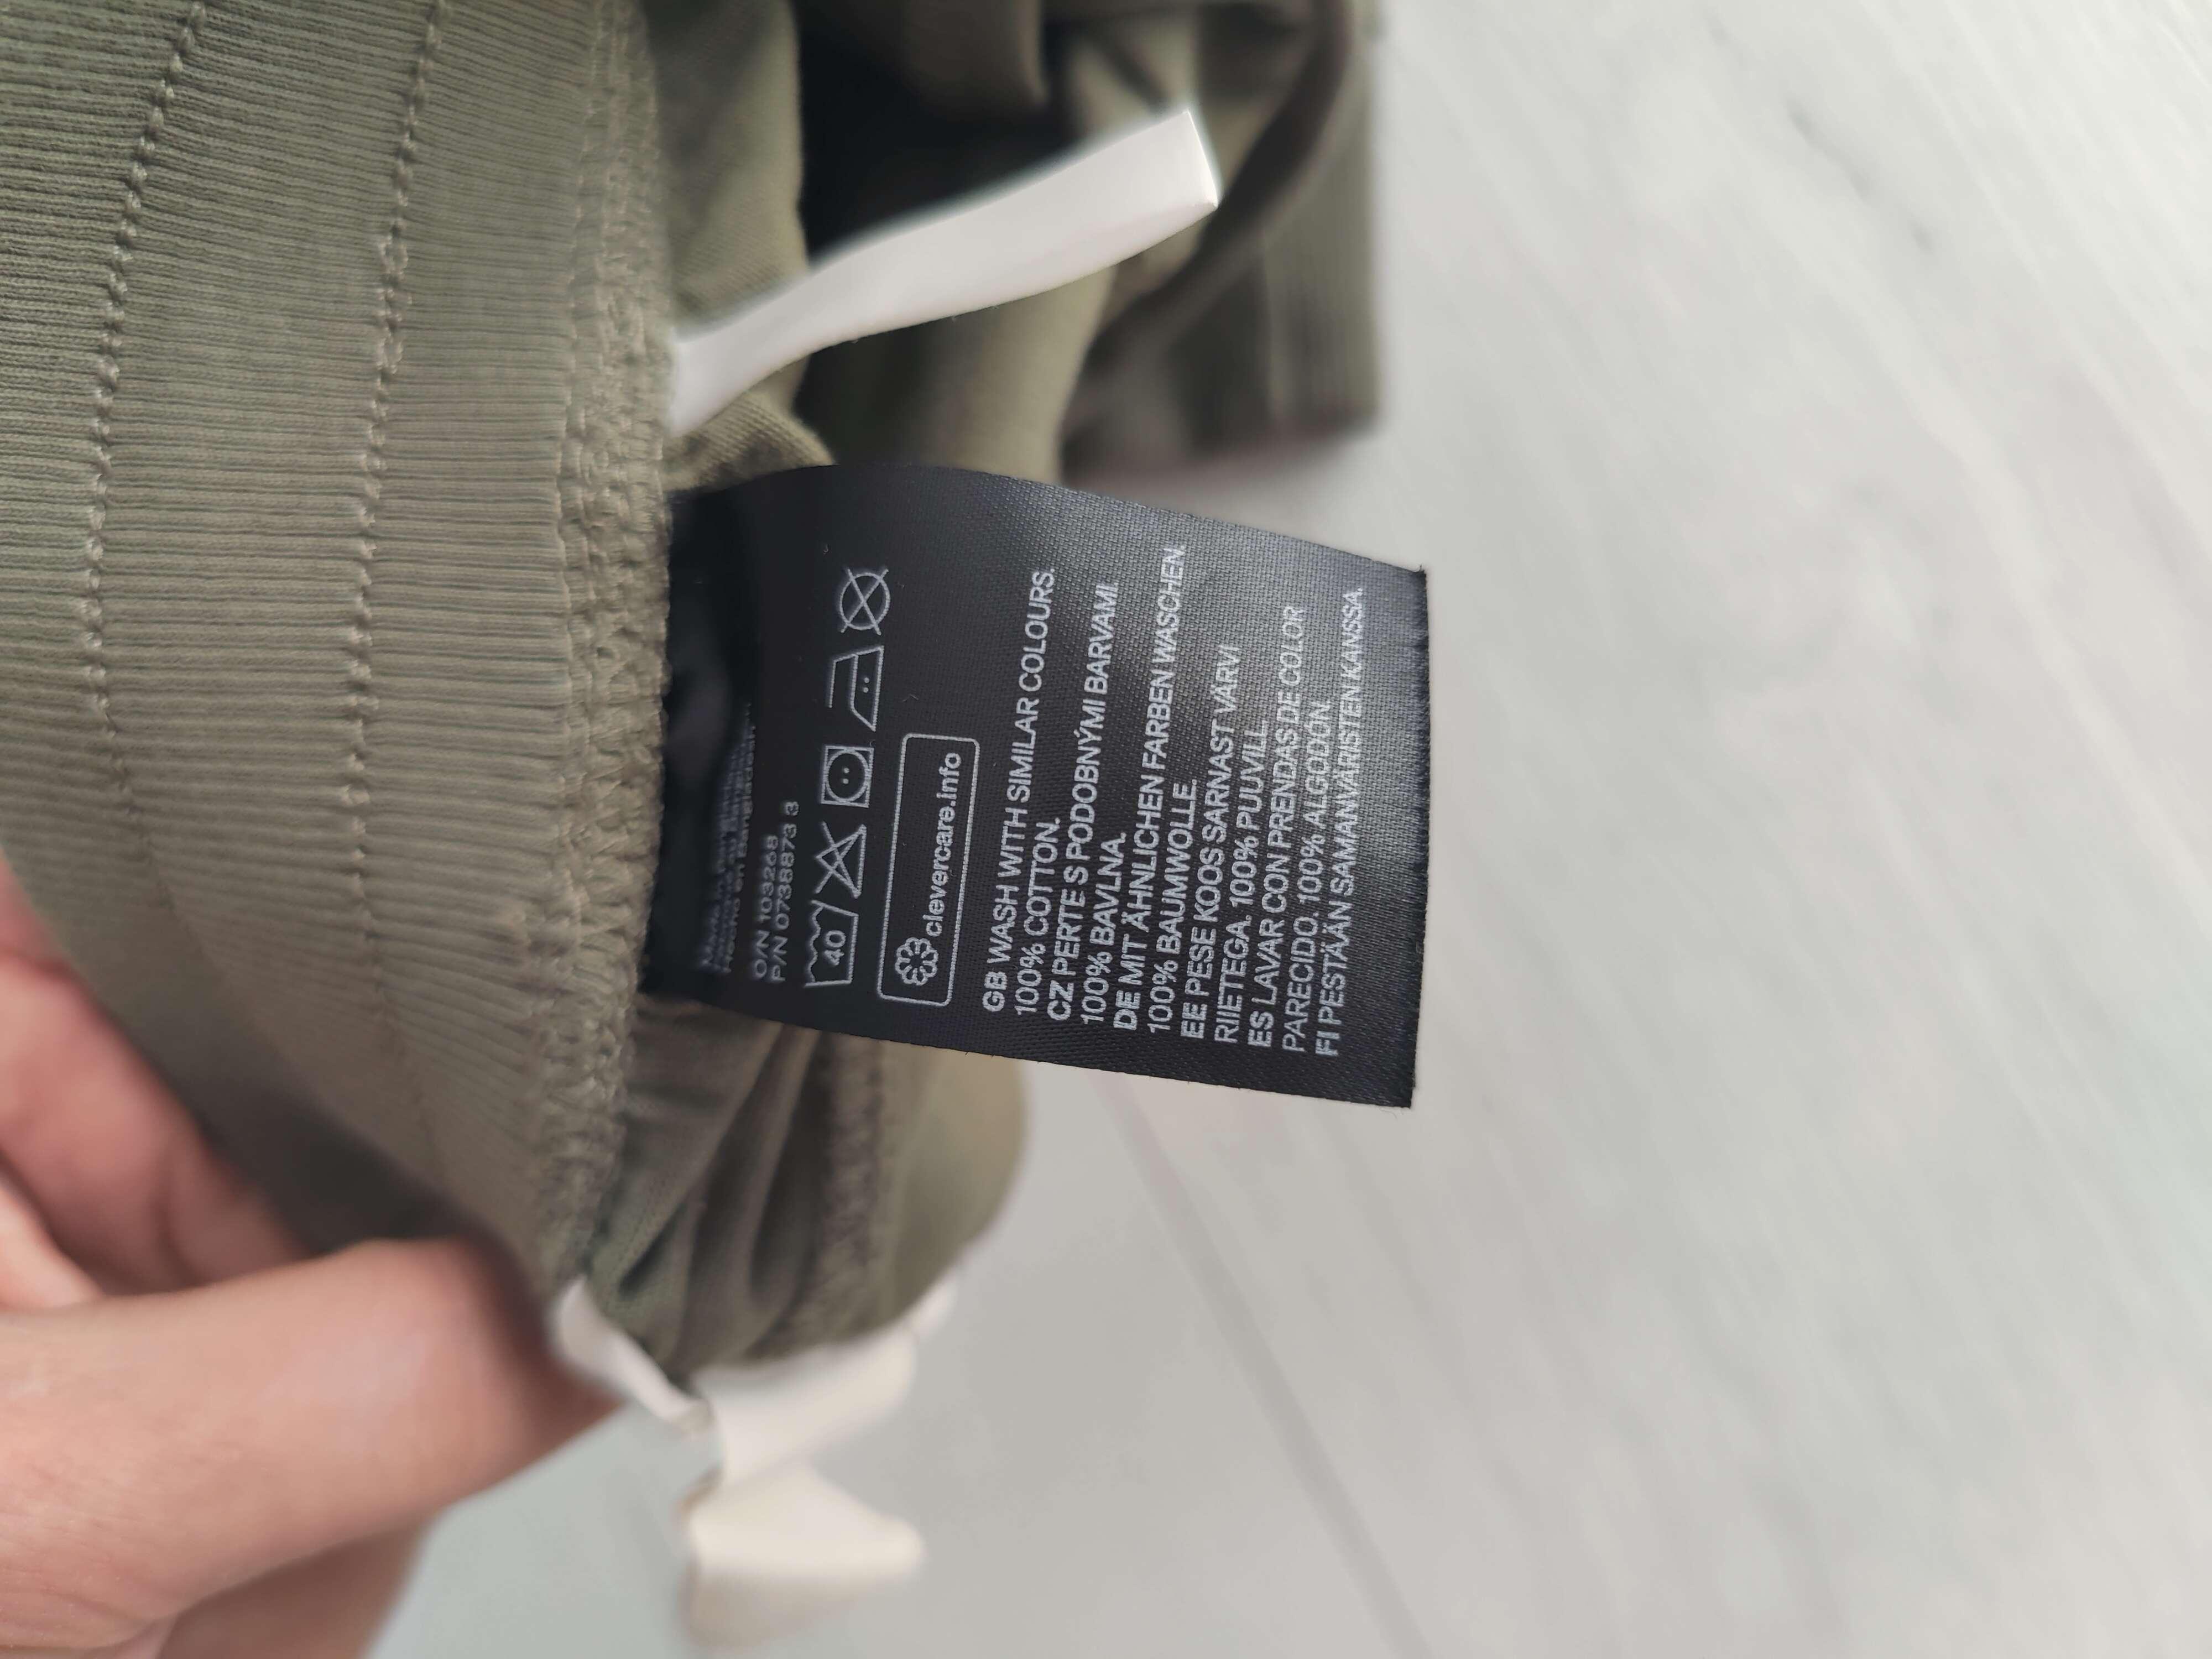 O/N 103268
P/N 0738873 3
40
clevercare.info
GB WASH WITH SIMILAR COLOURS.
100% COTTON.
CZ PERTE S PODOBNÝMI BARVAMI.
100% BAVLNA.
DE MIT ÄHNLICHEN FARBEN WASCHEN.
100% BAUMWOLLE.
EE PESE KOOS SARNAST VÄRVI
RIIETEGA. 100% PUUVILL.
ES LAVAR CON PRENDAS DE COLOR
PARECIDO. 100% ALGODÓN
FI PESTÄÄN SAMANVÄRISTEN KANSSA.